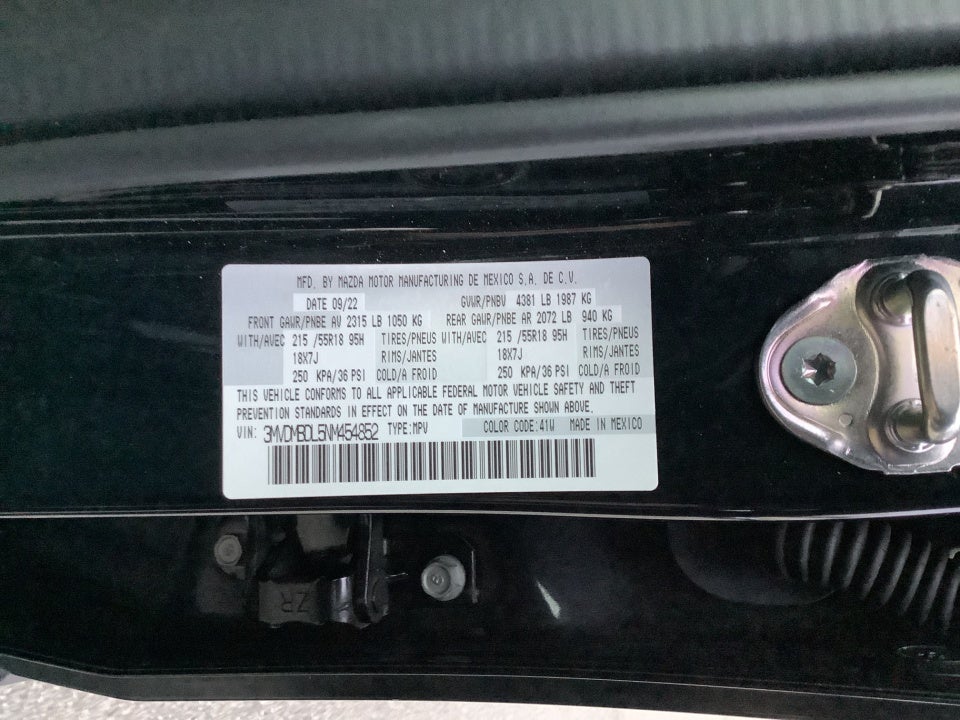 MFD. BY MAZDA MOTOR MANUFACTURING DE MEXICO S.A. DE C.V.
DATE 09/22 GVWR/PNBV 4381 LB 1987 KG
FRONT GAWR/PNBE AV 2315 LB 1050 KG REAR GAWR/PNBE AR 2072 LB 940 KG
WITH/AVEC 215 /55R18 95H TIRES/PNEUS WITH/AVEC 215 /55R18 95H TIRES/PNEUS
18X7J RIMS/JANTES 18X7J RIMS/JANTES
250 KPA/36 PSI COLD/A FROID 250 KPA/36 PSI COLD/A FROID
THIS VEHICLE CONFORMS TO ALL APPLICABLE FEDERAL MOTOR VEHICLE SAFETY AND THEFT
PREVENTION STANDARDS IN EFFECT ON THE DATE OF MANUFACTURE SHOWN ABOVE.
VIN: 3MVDMBDL5NM454852 TYPE:MPV COLOR CODE:41W MADE IN MEXICO
ZR